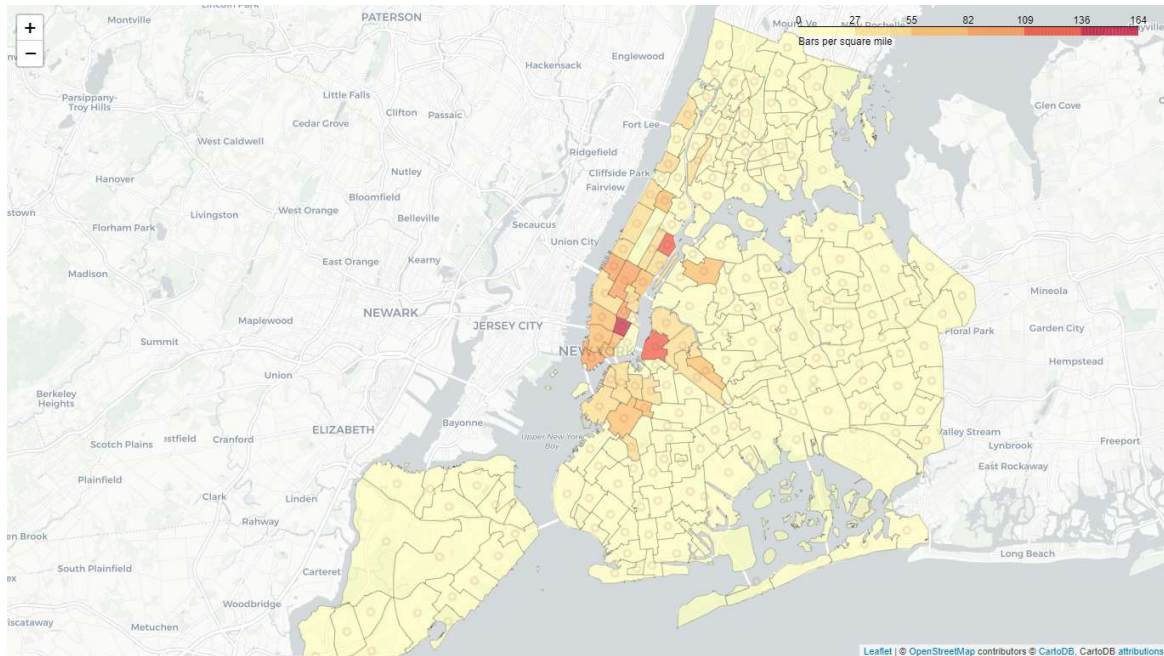 +
−
PATERSON
Montville
0 27 55 82 109 136 164
Bars per square mile
Hackensack
Englewood
Parsippany-
Troy Hills
Little Falls
Clifton
Passaic
Cedar Grove
Fort Lee
Glen Cove
West Caldwell
Ridgefield
Nutley
Cliffside Park
Hanover
Fairview
Bloomfield
Livingston
West Orange
Belleville
Secaucus
Florham Park
Union City
East Orange
Kearny
Madison
Mineola
Maplewood
NEWARK
JERSEY CITY
Floral Park
Garden City
Summit
NEW YORK
Hempstead
Union
Berkeley
Heights
ELIZABETH
Bayonne
Upper New York
Bay
Valley Stream
Freeport
Scotch Plains
Cranford
Lynbrook
East Rockaway
Plainfield
Clark
Linden
Rahway
Long Beach
South Plainfield
Carteret
Woodbridge
Metuchen
Leaflet | © OpenStreetMap contributors © CartoDB, CartoDB attributions